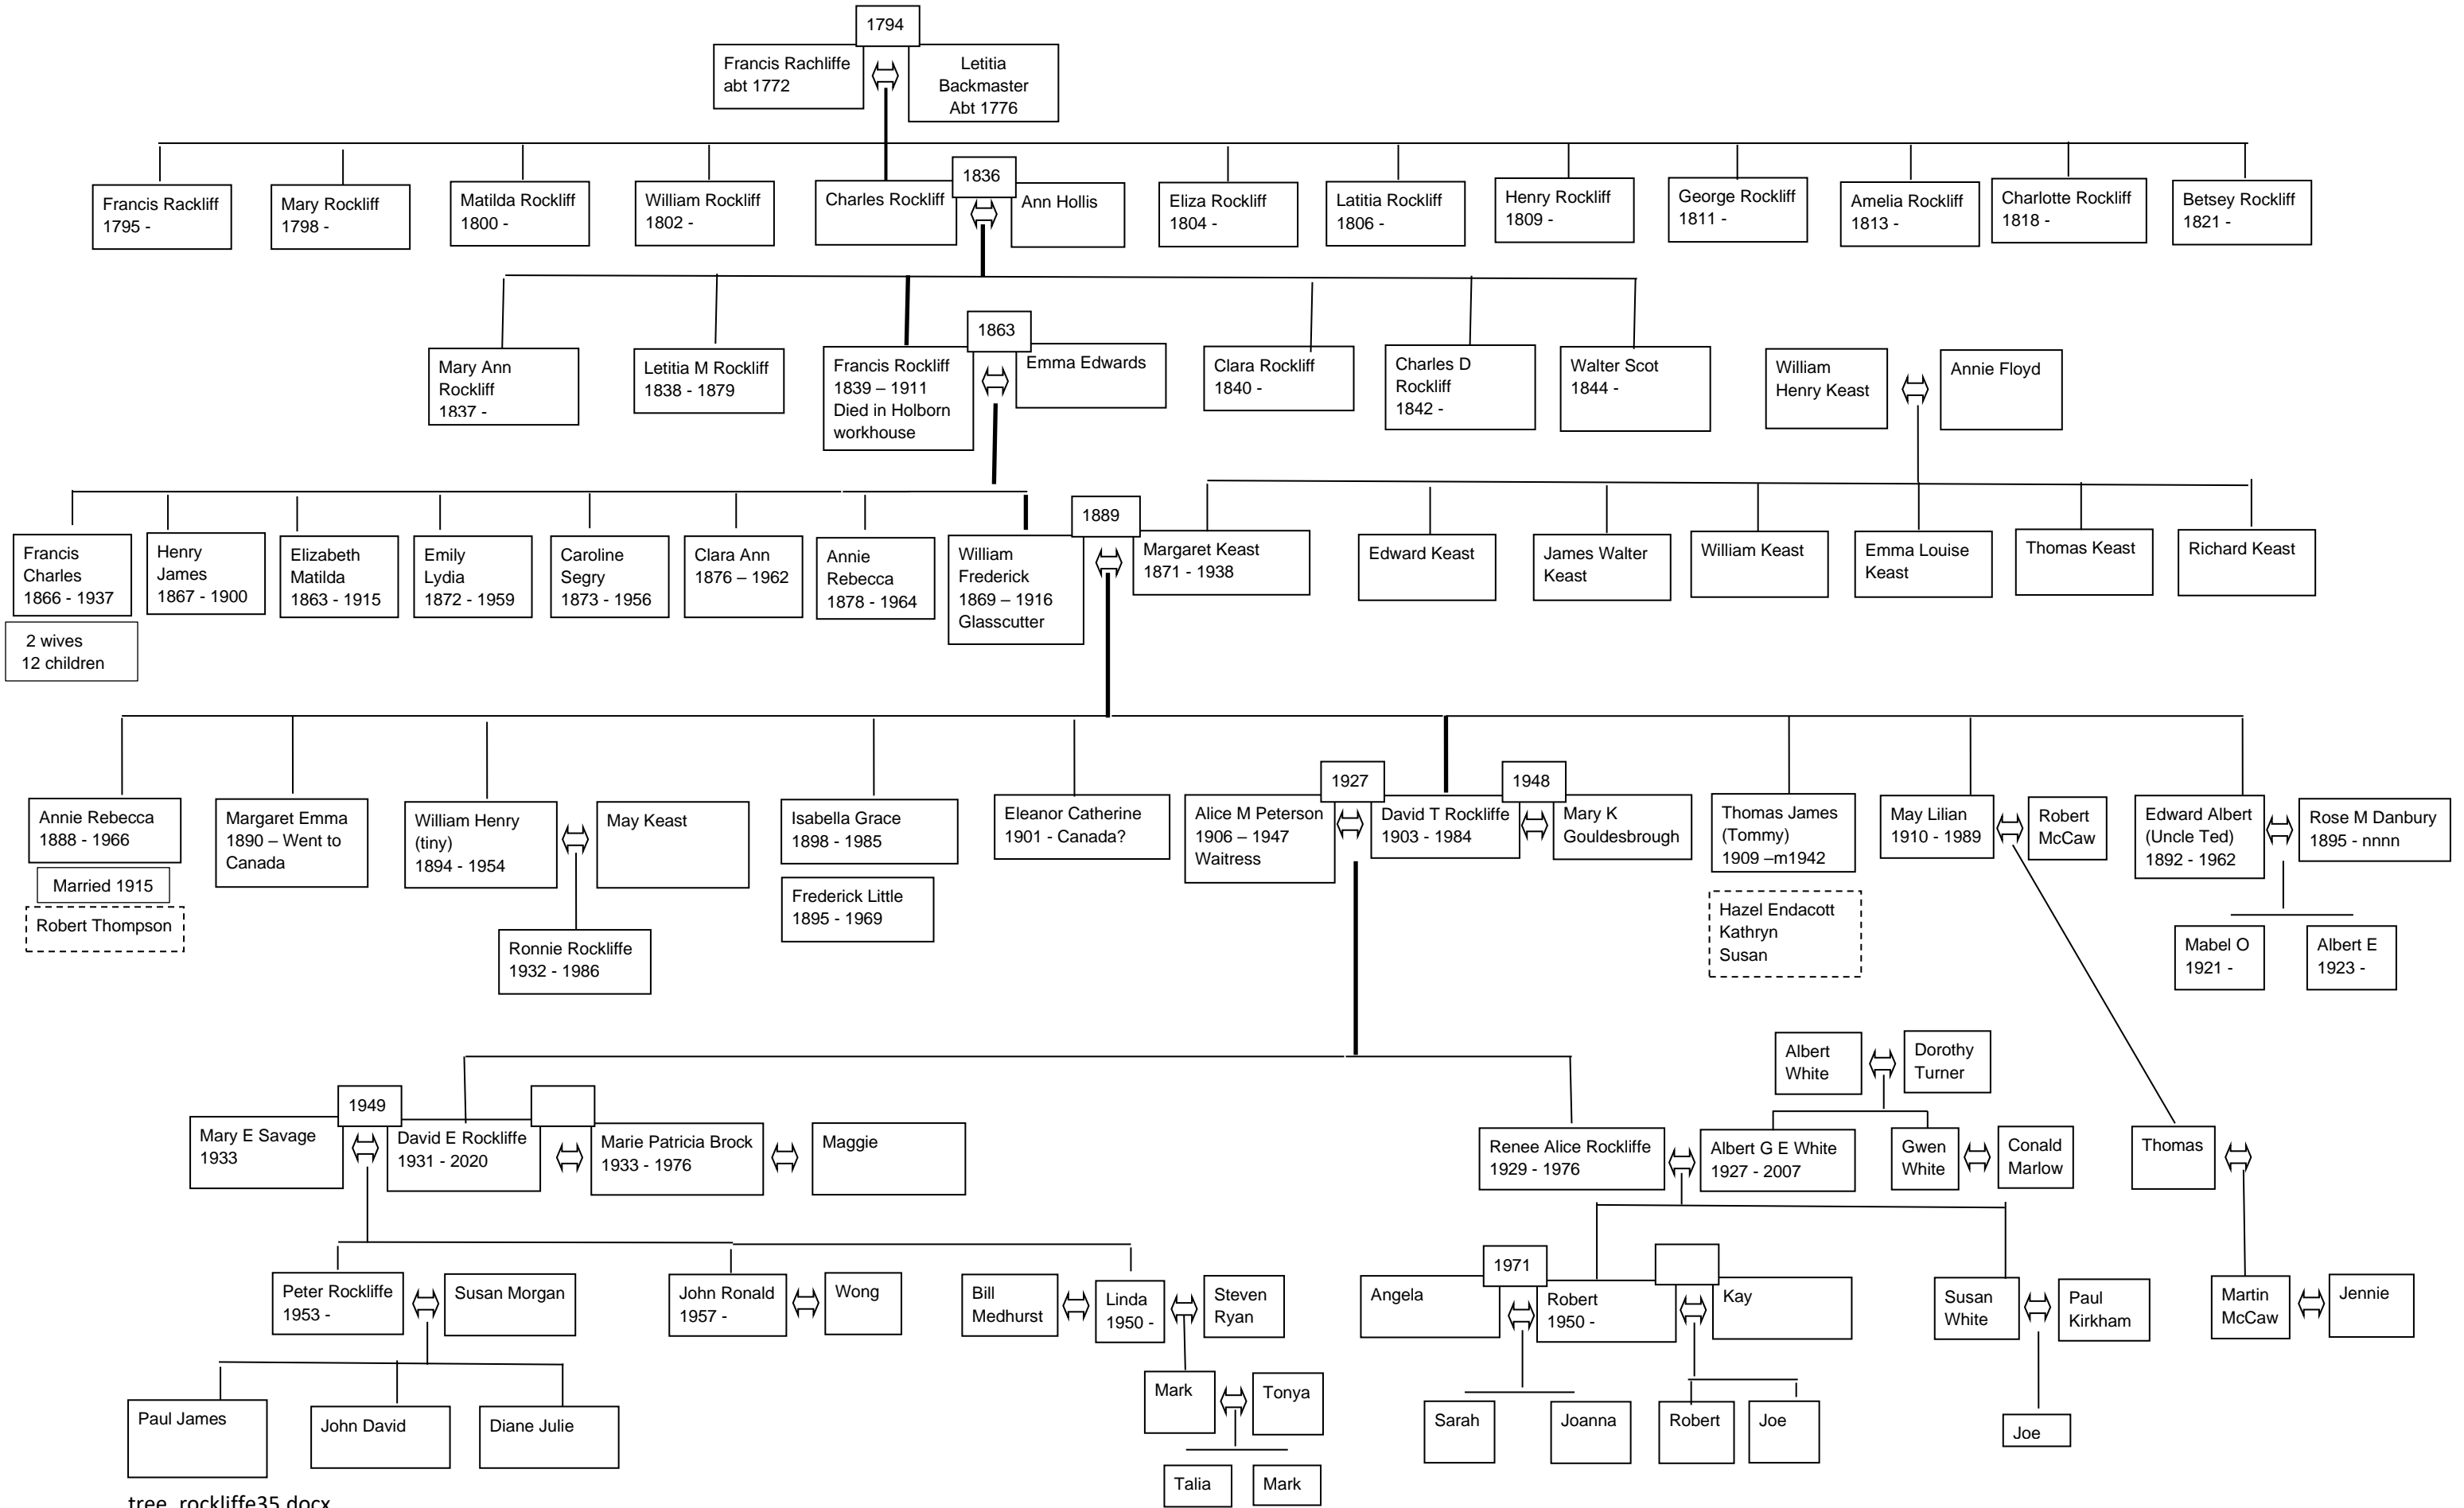 1794
Francis Rachliffe
abt 1772
Letitia
Backmaster
Abt 1776
Francis Rackliff
1795 -
Mary Rockliff
1798 -
Matilda Rockliff
1800 -
William Rockliff
1802 -
Charles Rockliff
1836
Ann Hollis
Eliza Rockliff
1804 -
Latitia Rockliff
1806 -
Henry Rockliff
1809 -
George Rockliff
1811 -
Amelia Rockliff
1813 -
Charlotte Rockliff
1818 -
Betsey Rockliff
1821 -
Mary Ann
Rockliff
1837 -
Letitia M Rockliff
1838 - 1879
Francis Rockliff
1839 – 1911
Died in Holborn
workhouse
1863
Emma Edwards
Clara Rockliff
1840 -
Charles D
Rockliff
1842 -
Walter Scot
1844 -
William
Henry Keast
Annie Floyd
Francis
Charles
1866 - 1937
2 wives
12 children
Henry
James
1867 - 1900
Elizabeth
Matilda
1863 - 1915
Emily
Lydia
1872 - 1959
Caroline
Segry
1873 - 1956
Clara Ann
1876 – 1962
Annie
Rebecca
1878 - 1964
William
Frederick
1869 – 1916
Glasscutter
1889
Margaret Keast
1871 - 1938
Edward Keast
James Walter
Keast
William Keast
Emma Louise
Keast
Thomas Keast
Richard Keast
Annie Rebecca
1888 - 1966
Married 1915
Robert Thompson
Margaret Emma
1890 – Went to
Canada
William Henry
(tiny)
1894 - 1954
May Keast
Ronnie Rockliffe
1932 - 1986
Isabella Grace
1898 - 1985
Frederick Little
1895 - 1969
Eleanor Catherine
1901 - Canada?
1927
Alice M Peterson
1906 – 1947
Waitress
David T Rockliffe
1903 - 1984
1948
Mary K
Gouldesbrough
Thomas James
(Tommy)
1909 –m1942
Hazel Endacott
Kathryn
Susan
May Lilian
1910 - 1989
Robert
McCaw
Edward Albert
(Uncle Ted)
1892 - 1962
Rose M Danbury
1895 - nnnn
Mabel O
1921 -
Albert E
1923 -
Albert
White
Dorothy
Turner
1949
Mary E Savage
1933
David E Rockliffe
1931 - 2020
Marie Patricia Brock
1933 - 1976
Maggie
Renee Alice Rockliffe
1929 - 1976
Albert G E White
1927 - 2007
Gwen
White
Conald
Marlow
Thomas
Peter Rockliffe
1953 -
Susan Morgan
John Ronald
1957 -
Wong
Bill
Medhurst
Linda
1950 -
Steven
Ryan
1971
Angela
Robert
1950 -
Kay
Susan
White
Paul
Kirkham
Martin
McCaw
Jennie
Paul James
John David
Diane Julie
Mark
Tonya
Sarah
Joanna
Robert
Joe
Joe
Talia
Mark
tree_rockliffe35.docx